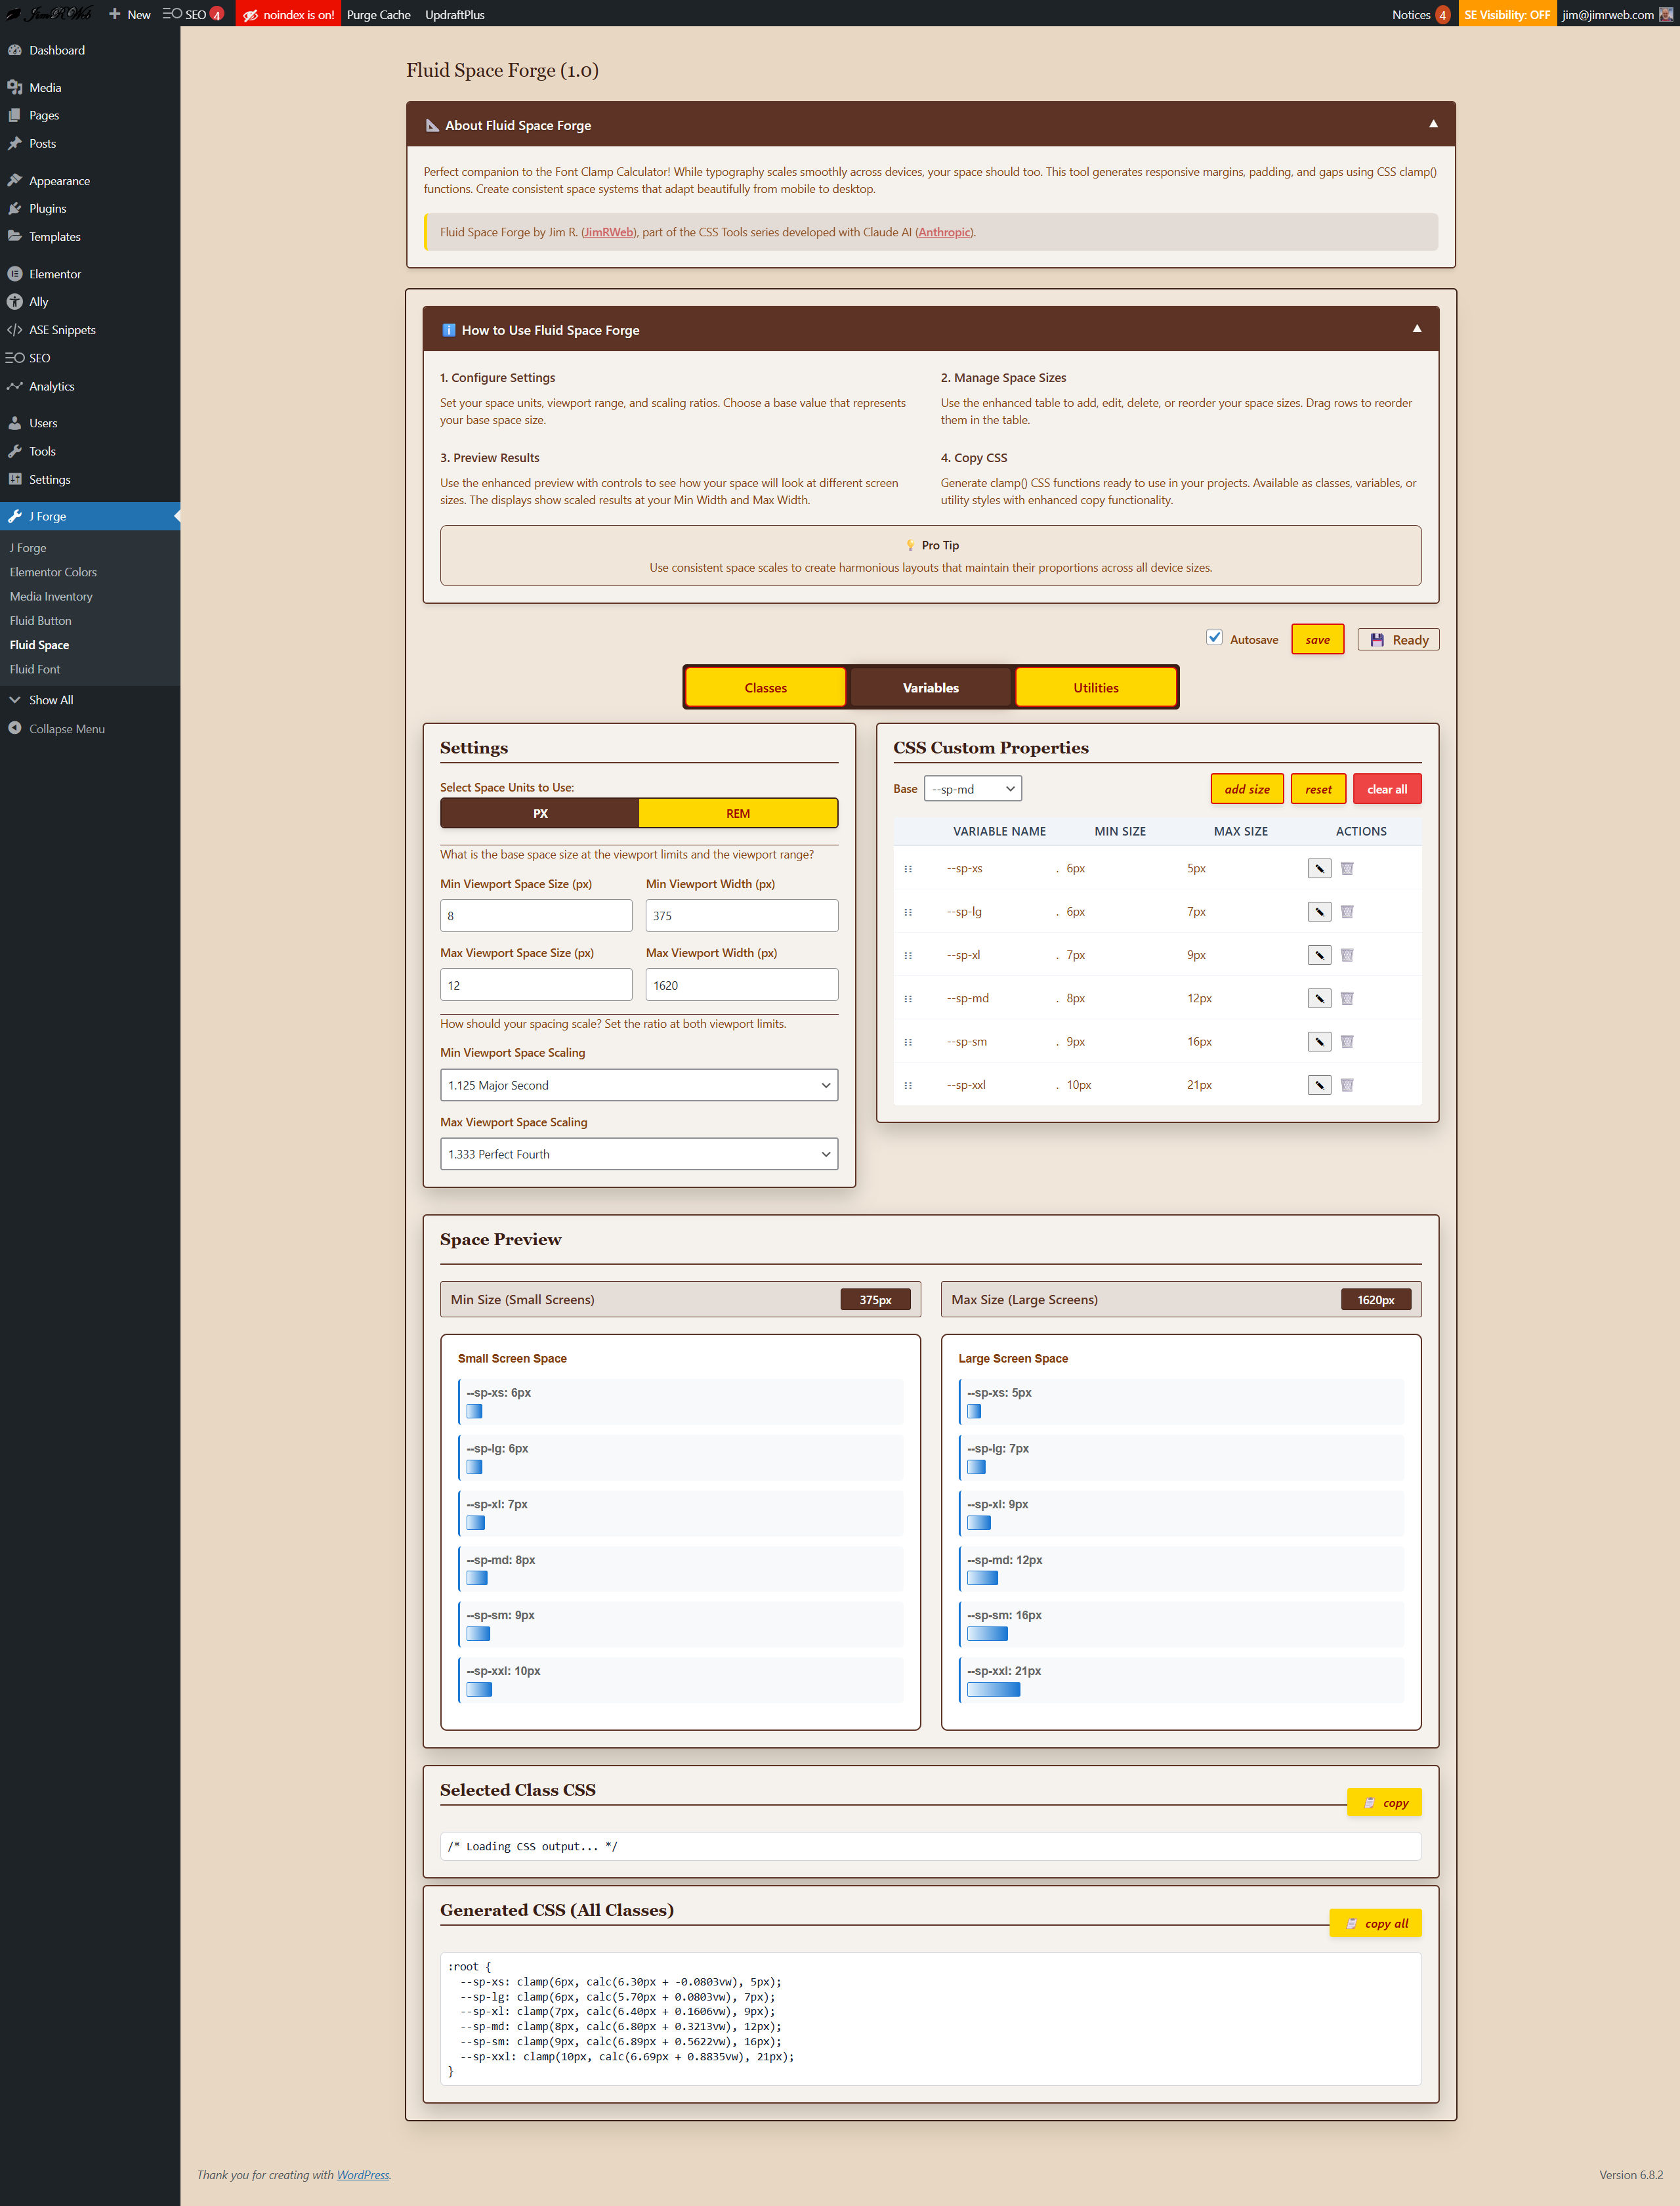 JimRWeb
New
SEO 4
noindex is on!
Purge Cache
UpdraftPlus
Notices 4
SE Visibility: OFF
jim@jimrweb.com
Dashboard
Media
Pages
Posts
Appearance
Plugins
Templates
Elementor
Ally
ASE Snippets
SEO
Analytics
Users
Tools
Settings
J Forge
J Forge
Elementor Colors
Media Inventory
Fluid Button
Fluid Space
Fluid Font
Show All
Collapse Menu
Fluid Space Forge (1.0)
About Fluid Space Forge
Perfect companion to the Font Clamp Calculator! While typography scales smoothly across devices, your space should too. This tool generates responsive margins, padding, and gaps using CSS clamp()
functions. Create consistent space systems that adapt beautifully from mobile to desktop.
Fluid Space Forge by Jim R. (JimRWeb), part of the CSS Tools series developed with Claude AI (Anthropic).
How to Use Fluid Space Forge
1. Configure Settings
Set your space units, viewport range, and scaling ratios. Choose a base value that represents
your base space size.
2. Manage Space Sizes
Use the enhanced table to add, edit, delete, or reorder your space sizes. Drag rows to reorder
them in the table.
3. Preview Results
Use the enhanced preview with controls to see how your space will look at different screen
sizes. The displays show scaled results at your Min Width and Max Width.
4. Copy CSS
Generate clamp() CSS functions ready to use in your projects. Available as classes, variables, or
utility styles with enhanced copy functionality.
Pro Tip
Use consistent space scales to create harmonious layouts that maintain their proportions across all device sizes.
Autosave
save
Ready
Classes
Variables
Utilities
Settings
Select Space Units to Use:
PX
REM
What is the base space size at the viewport limits and the viewport range?
Min Viewport Space Size (px)
Min Viewport Width (px)
8
375
Max Viewport Space Size (px)
Max Viewport Width (px)
12
1620
How should your spacing scale? Set the ratio at both viewport limits.
Min Viewport Space Scaling
1.125 Major Second
Max Viewport Space Scaling
1.333 Perfect Fourth
CSS Custom Properties
Base
--sp-md
add size
reset
clear all
VARIABLE NAME MIN SIZE MAX SIZE ACTIONS
--sp-xs . 6px 5px
--sp-lg . 6px 7px
--sp-xl . 7px 9px
--sp-md . 8px 12px
--sp-sm . 9px 16px
--sp-xxl . 10px 21px
Space Preview
Min Size (Small Screens)
375px
Max Size (Large Screens)
1620px
Small Screen Space
--sp-xs: 6px
--sp-lg: 6px
--sp-xl: 7px
--sp-md: 8px
--sp-sm: 9px
--sp-xxl: 10px
Large Screen Space
--sp-xs: 5px
--sp-lg: 7px
--sp-xl: 9px
--sp-md: 12px
--sp-sm: 16px
--sp-xxl: 21px
Selected Class CSS
copy
/* Loading CSS output... */
Generated CSS (All Classes)
copy all
:root {
--sp-xs: clamp(6px, calc(6.30px + -0.0803vw), 5px);
--sp-lg: clamp(6px, calc(5.70px + 0.0803vw), 7px);
--sp-xl: clamp(7px, calc(6.40px + 0.1606vw), 9px);
--sp-md: clamp(8px, calc(6.80px + 0.3213vw), 12px);
--sp-sm: clamp(9px, calc(6.89px + 0.5622vw), 16px);
--sp-xxl: clamp(10px, calc(6.69px + 0.8835vw), 21px);
}
Thank you for creating with WordPress.
Version 6.8.2